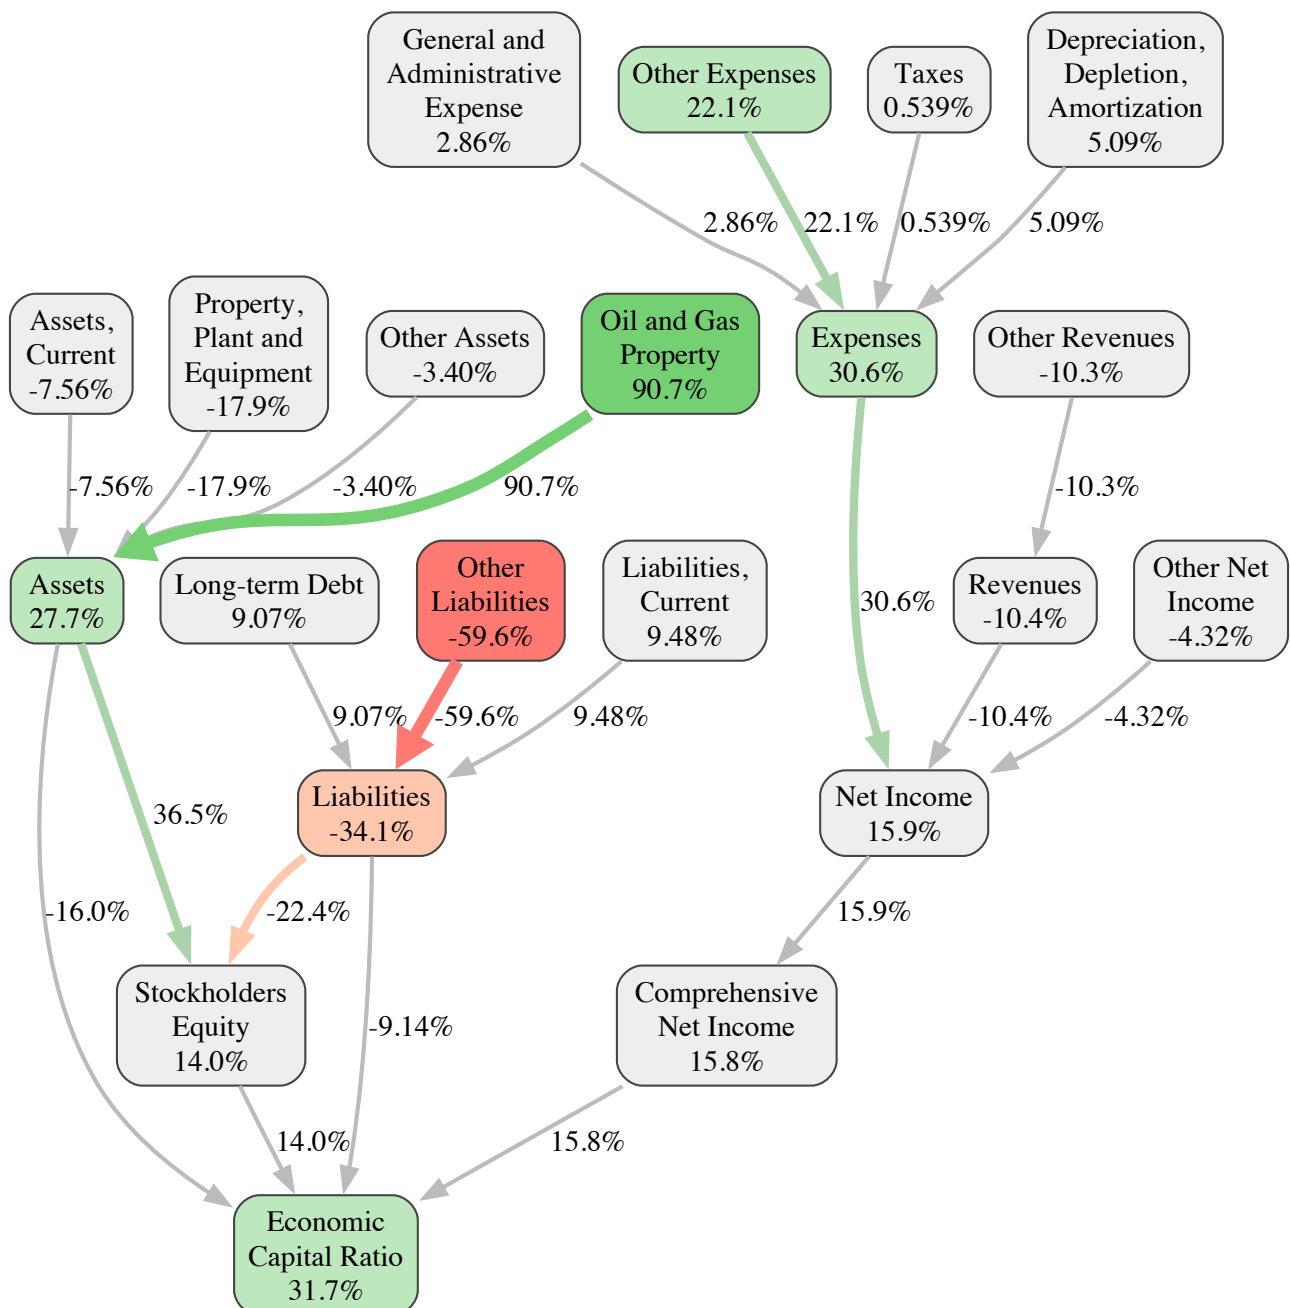 General and
Administrative
Expense
2.86%
Other Expenses
22.1%
Taxes
0.539%
Depreciation,
Depletion,
Amortization
5.09%
2.86%
22.1%
0.539%
5.09%
Assets,
Current
-7.56%
Property,
Plant and
Equipment
-17.9%
Other Assets
-3.40%
Oil and Gas
Property
90.7%
Expenses
30.6%
Other Revenues
-10.3%
-7.56%
-17.9%
-3.40%
90.7%
-10.3%
Assets
27.7%
Long-term Debt
9.07%
Other
Liabilities
-59.6%
Liabilities,
Current
9.48%
30.6%
Revenues
-10.4%
Other Net
Income
-4.32%
9.07%
-59.6%
9.48%
-10.4%
-4.32%
36.5%
Liabilities
-34.1%
Net Income
15.9%
-16.0%
-22.4%
15.9%
Stockholders
Equity
14.0%
-9.14%
Comprehensive
Net Income
15.8%
14.0%
15.8%
Economic
Capital Ratio
31.7%